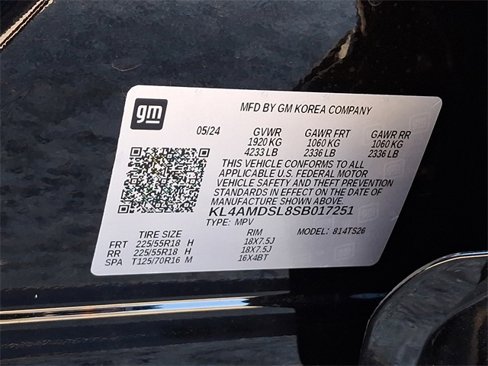 gm
MFD BY GM KOREA COMPANY
05/24 GVWR GAWR FRT GAWR RR
1920 KG 1060 KG 1060 KG
4233 LB 2336 LB 2336 LB
THIS VEHICLE CONFORMS TO ALL
APPLICABLE U.S. FEDERAL MOTOR
VEHICLE SAFETY AND THEFT PREVENTION
STANDARDS IN EFFECT ON THE DATE OF
MANUFACTURE SHOWN ABOVE.
KL4AMDSL8SB017251
TYPE: MPV MODEL: 814TS26
TIRE SIZE RIM
FRT 225/55R18 H 18X7.5J
RR 225/55R18 H 18X7.5J
SPA T125/70R16 M 16X4BT